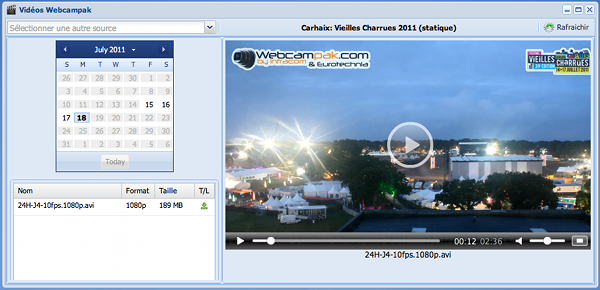 Vidéos Webcampak
Sélectionner une autre source
Carhaix: Vieilles Charrues 2011 (statique)
Rafraichir
July 2011
S M T W T F S
26 27 28 29 30 1 2
3 4 5 6 7 8 9
10 11 12 13 14 15 16
17 18 19 20 21 22 23
24 25 26 27 28 29 30
31 1 2 3 4 5 6
Today
Nom Format Taille T/L
24H-J4-10fps.1080p.avi 1080p 189 MB
Webcampak.com
by infracom & Eurotechnia
VIEILLES
CHARRUES
00:12 02:36
24H-J4-10fps.1080p.avi